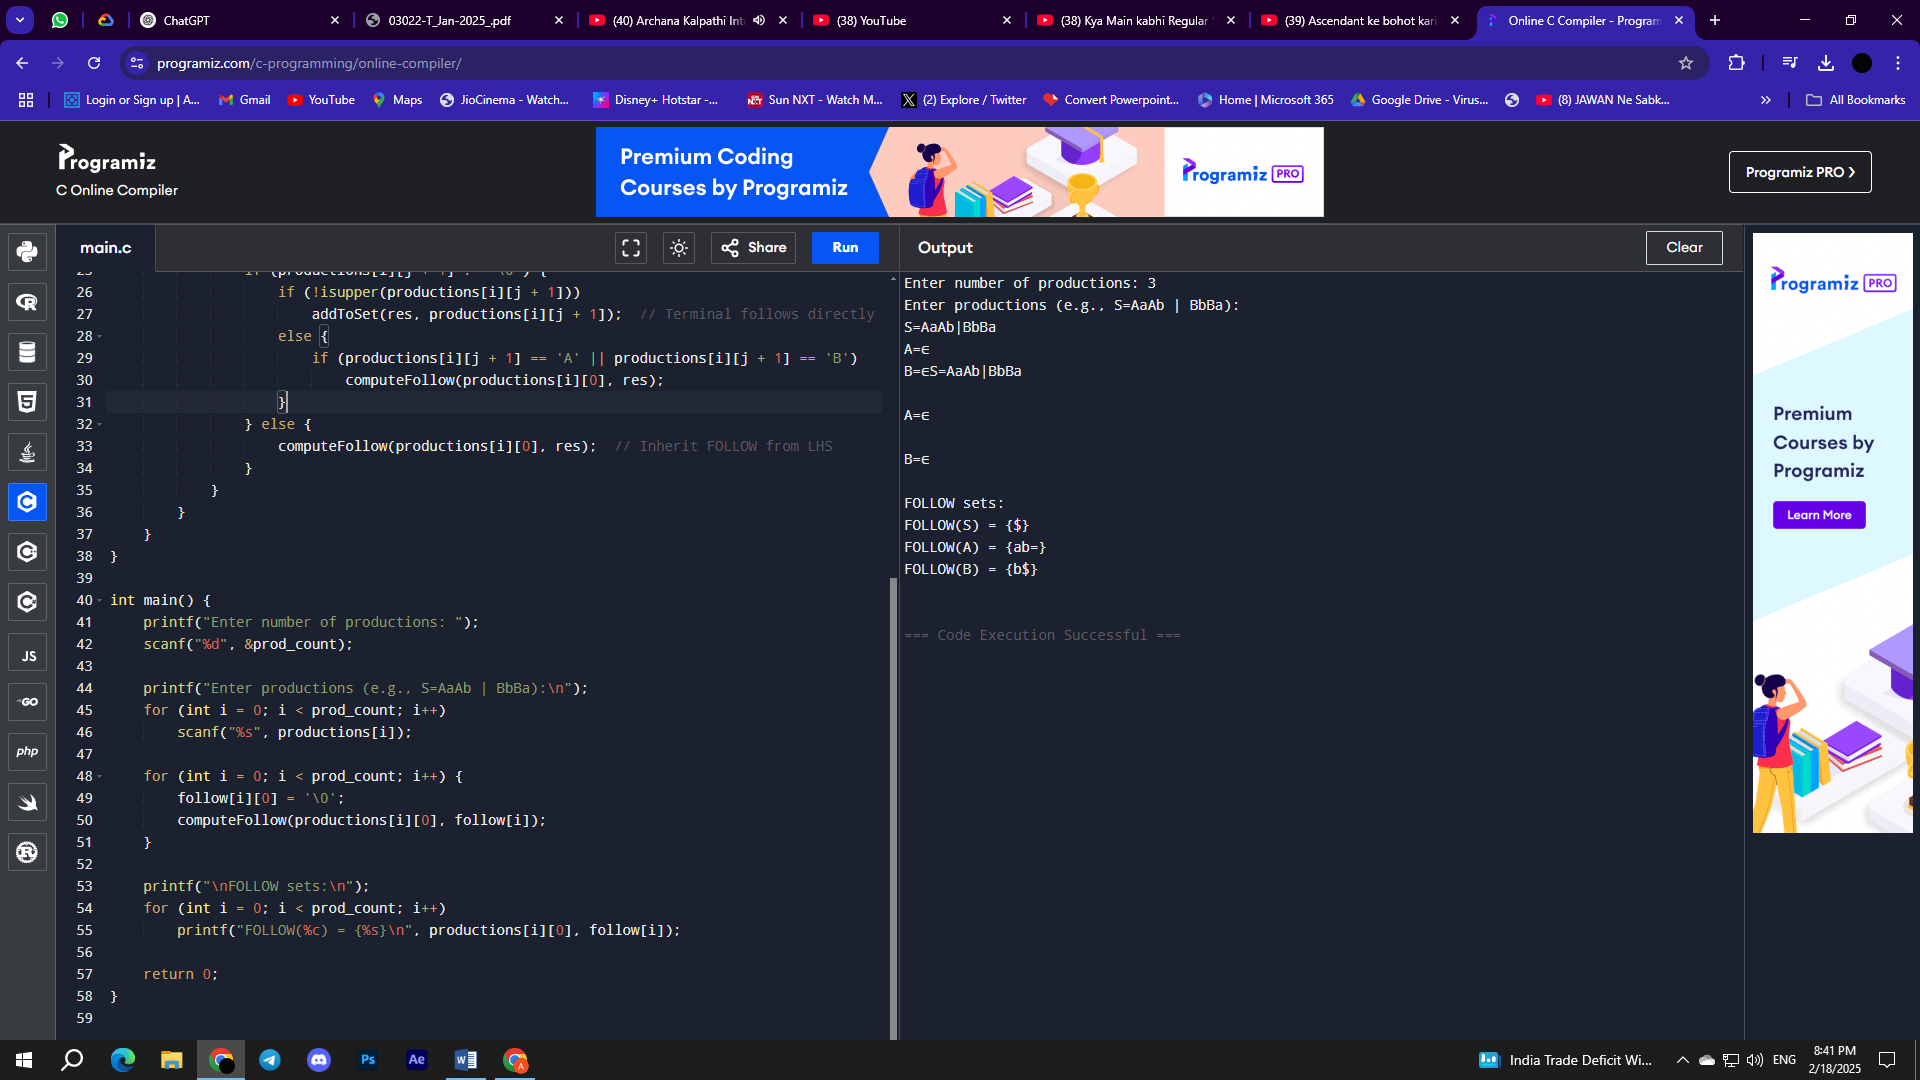 ChatGPT
03022-T_Jan-2025_.pdf
(40) Archana Kalpathi Int
(38) YouTube
(38) Kya Main kabhi Regular
(39) Ascendant ke bohot kari
Online C Compiler - Program
programiz.com/c-programming/online-compiler/
Login or Sign up | A...
Gmail
YouTube
Maps
JioCinema - Watch...
Disney+ Hotstar -...
Sun NXT - Watch M...
(2) Explore / Twitter
Convert Powerpoint...
Home | Microsoft 365
Google Drive - Virus...
(8) JAWAN Ne Sabk...
All Bookmarks
Programiz
C Online Compiler
Premium Coding
Courses by Programiz
Programiz PRO
Programiz PRO
main.c
Share
Run
Output
Clear
26 if (!isupper(productions[i][j + 1]))
27 addToSet(res, productions[i][j + 1]); // Terminal follows directly
28 else {
29 if (productions[i][j + 1] == 'A' || productions[i][j + 1] == 'B')
30 computeFollow(productions[i][0], res);
31 }
32 } else {
33 computeFollow(productions[i][0], res); // Inherit FOLLOW from LHS
34 }
35 }
36 }
37 }
38 }
39
40 int main() {
41 printf("Enter number of productions: ");
42 scanf("%d", &prod_count);
43
44 printf("Enter productions (e.g., S=AaAb | BbBa):\n");
45 for (int i = 0; i < prod_count; i++)
46 scanf("%s", productions[i]);
47
48 for (int i = 0; i < prod_count; i++) {
49 follow[i][0] = '\0';
50 computeFollow(productions[i][0], follow[i]);
51 }
52
53 printf("\nFOLLOW sets:\n");
54 for (int i = 0; i < prod_count; i++)
55 printf("FOLLOW(%c) = {%s}\n", productions[i][0], follow[i]);
56
57 return 0;
58 }
59
Enter number of productions: 3
Enter productions (e.g., S=AaAb | BbBa):
S=AaAb|BbBa
A=∈
B=∈S=AaAb|BbBa
A=∈
B=∈
FOLLOW sets:
FOLLOW(S) = {$}
FOLLOW(A) = {ab=}
FOLLOW(B) = {b$}
=== Code Execution Successful ===
Programiz PRO
Premium
Courses by
Programiz
Learn More
JS
GO
php
Ps
Ae
India Trade Deficit Wi...
ENG
8:41 PM
2/18/2025